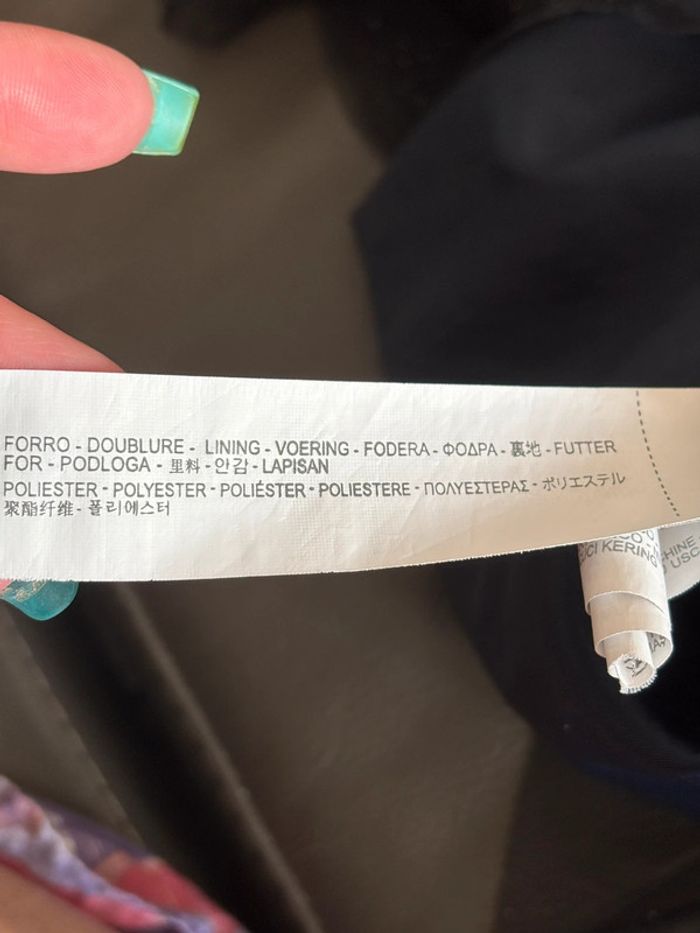 FORRO - DOUBLURE - LINING - VOERING - FODERA - ΦΟΔΡΑ - 裏地 - FUTTER
FOR - PODLOGA - 里料 - 안감 - LAPISAN
POLIESTER - POLYESTER - POLIÉSTER - POLIESTERE - ΠΟΛΥΕΣΤΕΡΑΣ - ポリエステル
聚酯纤维 - 폴리에스터
KERING